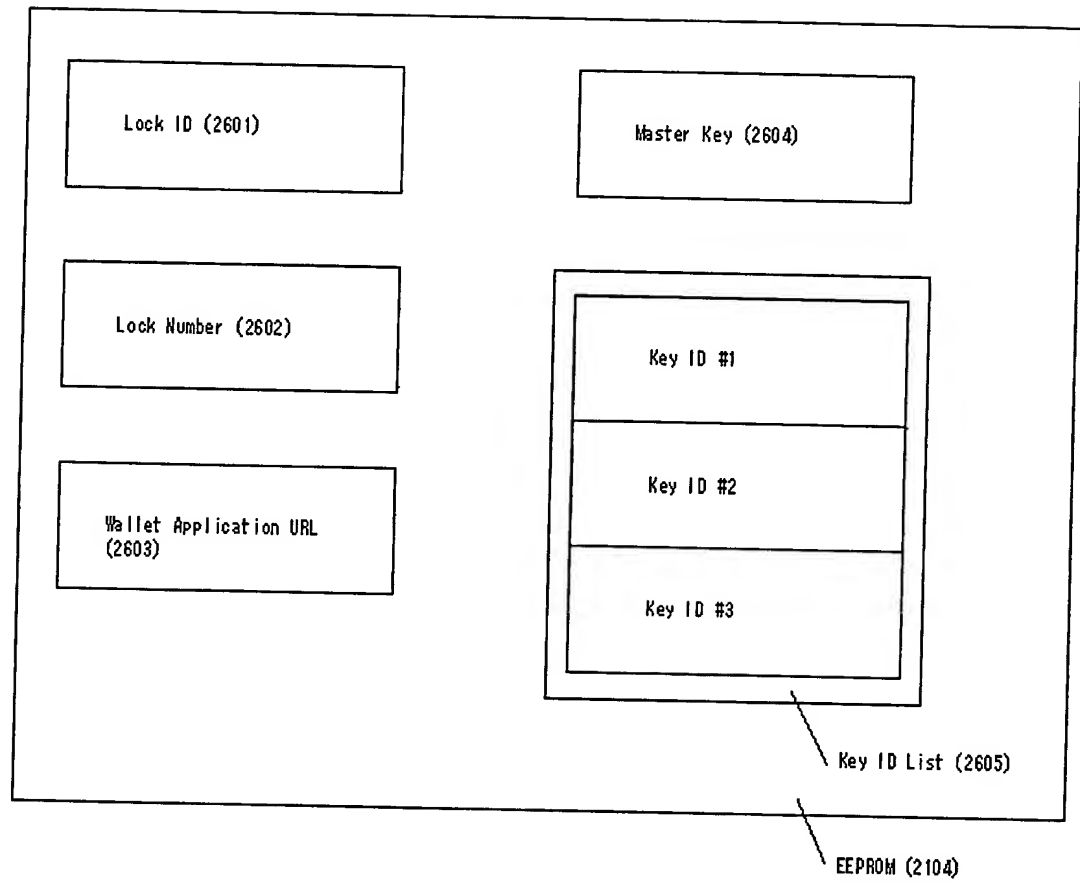 Lock ID (2601)
Master Key (2604)
Lock Number (2602)
Key ID #1
Key ID #2
Wallet Application URL
(2603)
Key ID #3
Key ID List (2605)
EEPROM (2104)